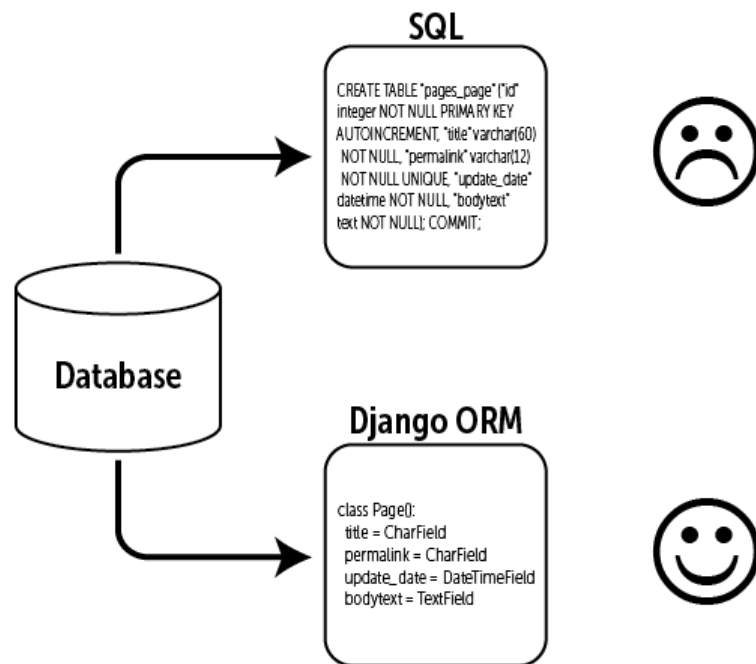 SQL
CREATE TABLE "pages_page" ("id"
integer NOT NULL PRIMARY KEY
AUTOINCREMENT, "title" varchar(60)
NOT NULL, "permalink" varchar(12)
NOT NULL UNIQUE, "update_date"
datetime NOT NULL, "bodytext"
text NOT NULL); COMMIT;
Database
Django ORM
class Page():
title = CharField
permalink = CharField
update_date = DateTimeField
bodytext = TextField